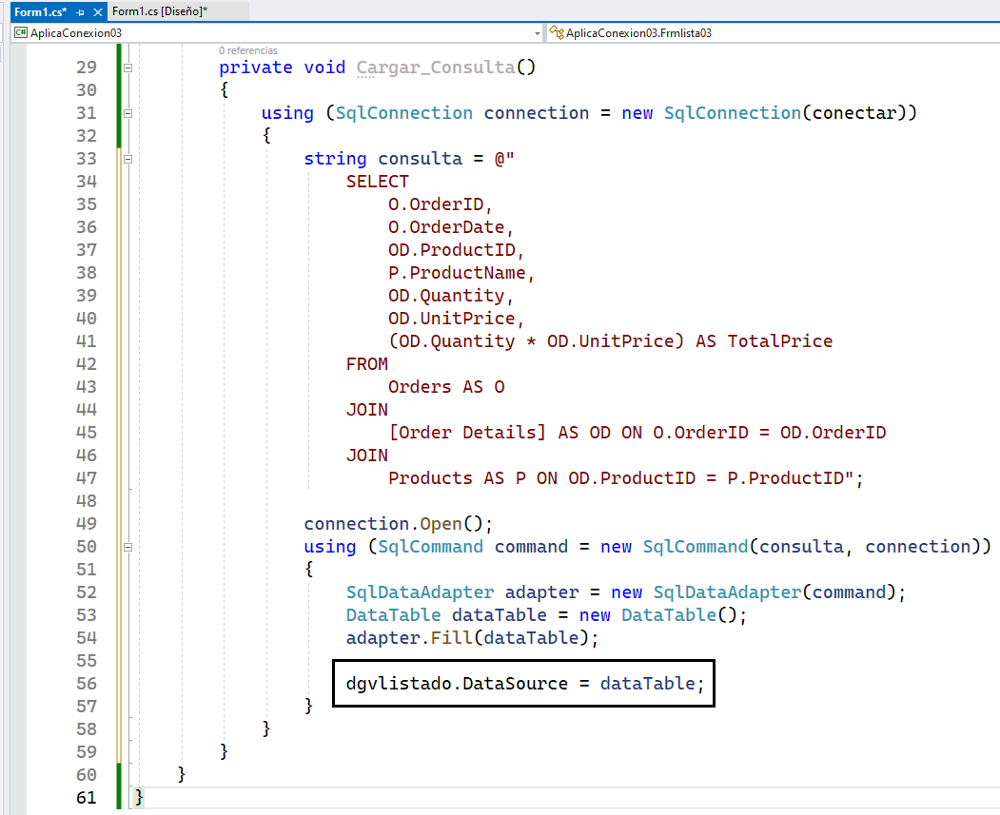 Form1.cs* Form1.cs [Diseño]*
C# AplicaConexion03 AplicaConexion03.Frmlista03
0 referencias
29 private void Cargar_Consulta()
30 {
31 using (SqlConnection connection = new SqlConnection(conectar))
32 {
33 string consulta = @"
34 SELECT
35 O.OrderID,
36 O.OrderDate,
37 OD.ProductID,
38 P.ProductName,
39 OD.Quantity,
40 OD.UnitPrice,
41 (OD.Quantity * OD.UnitPrice) AS TotalPrice
42 FROM
43 Orders AS O
44 JOIN
45 [Order Details] AS OD ON O.OrderID = OD.OrderID
46 JOIN
47 Products AS P ON OD.ProductID = P.ProductID";
48
49 connection.Open();
50 using (SqlCommand command = new SqlCommand(consulta, connection))
51 {
52 SqlDataAdapter adapter = new SqlDataAdapter(command);
53 DataTable dataTable = new DataTable();
54 adapter.Fill(dataTable);
55
56 dgvlistado.DataSource = dataTable;
57 }
58 }
59 }
60 }
61 }